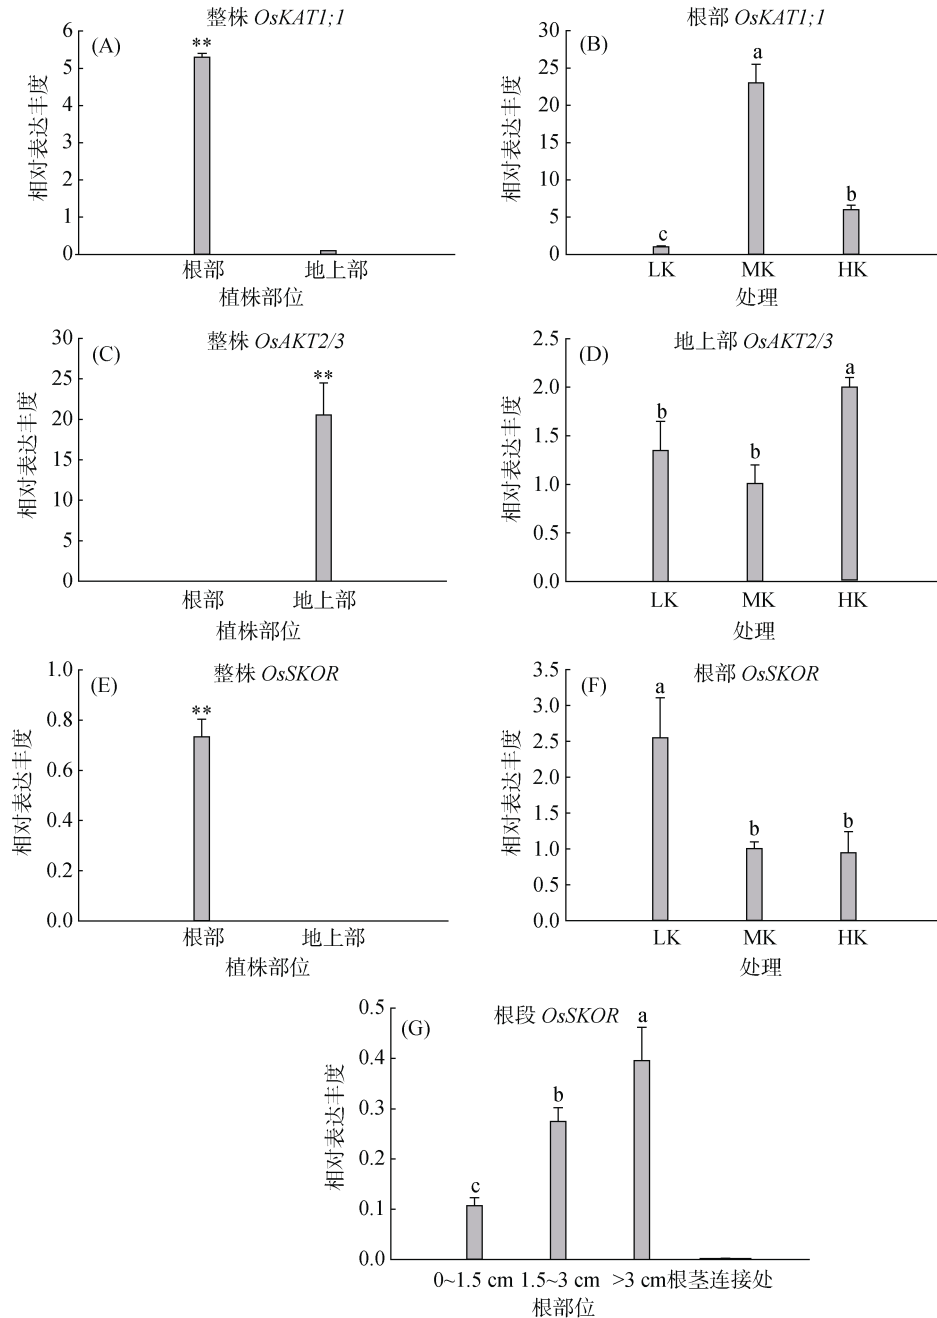 整株 OsKAT1;1
(A)
相对表达丰度
6
5
4
3
2
1
0
**
根部 地上部
植株部位
根部 OsKAT1;1
(B)
相对表达丰度
30
25
20
15
10
5
0
c a b
LK MK HK
处理
整株 OsAKT2/3
(C)
相对表达丰度
30
25
20
15
10
5
0
**
根部 地上部
植株部位
地上部 OsAKT2/3
(D)
相对表达丰度
2.5
2.0
1.5
1.0
0.5
0.0
b b a
LK MK HK
处理
整株 OsSKOR
(E)
相对表达丰度
1.0
0.8
0.6
0.4
0.2
0.0
**
根部 地上部
植株部位
根部 OsSKOR
(F)
相对表达丰度
3.5
3.0
2.5
2.0
1.5
1.0
0.5
0.0
a b b
LK MK HK
处理
根段 OsSKOR
(G)
相对表达丰度
0.5
0.4
0.3
0.2
0.1
0.0
c b a
0~1.5 cm 1.5~3 cm >3 cm根茎连接处
根部位